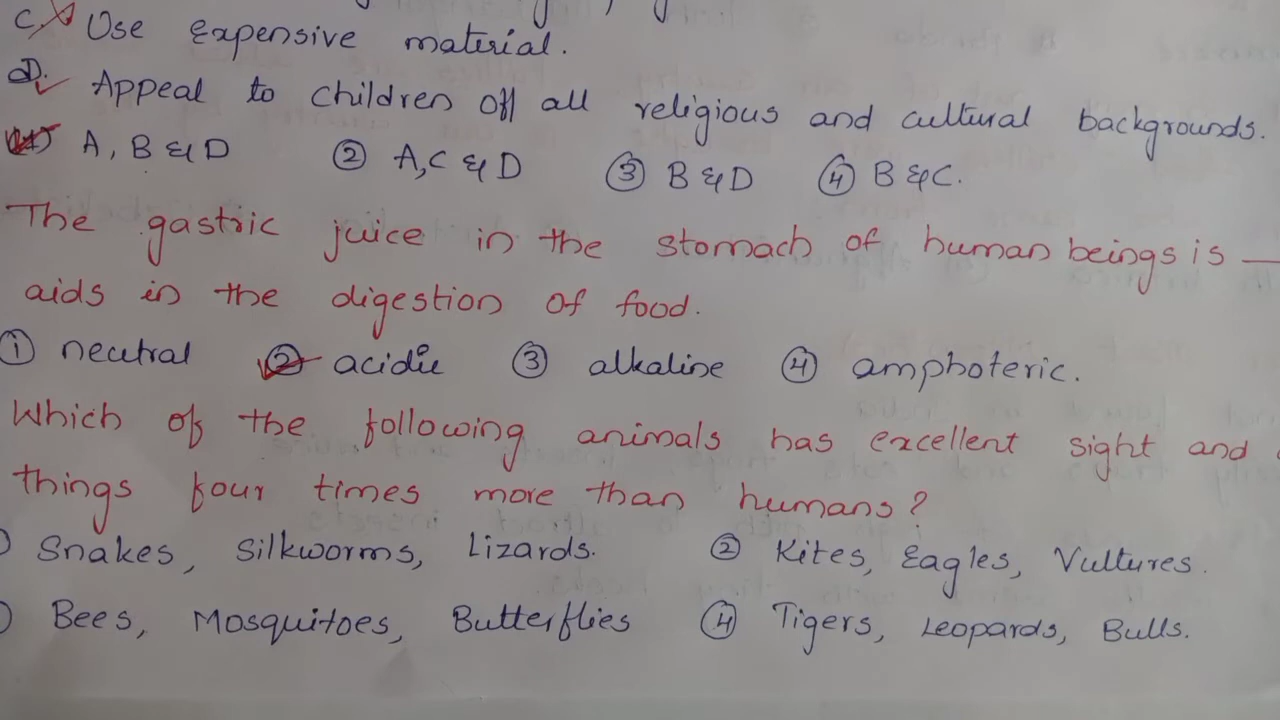 C. Use Expensive material.
D. Appeal to children off all religious and cultural backgrounds.
(1) A, B & D (2) A, C & D (3) B & D (4) B & C.
The gastric juice in the stomach of human beings is —
aids in the digestion of food.
(1) neutral (2) acidic (3) alkaline (4) amphoteric.
Which of the following animals has excellent sight and
things four times more than humans?
Snakes, Silkworms, Lizards. (2) Kites, Eagles, Vultures.
Bees, Mosquitoes, Butterflies (4) Tigers, Leopards, Bulls.